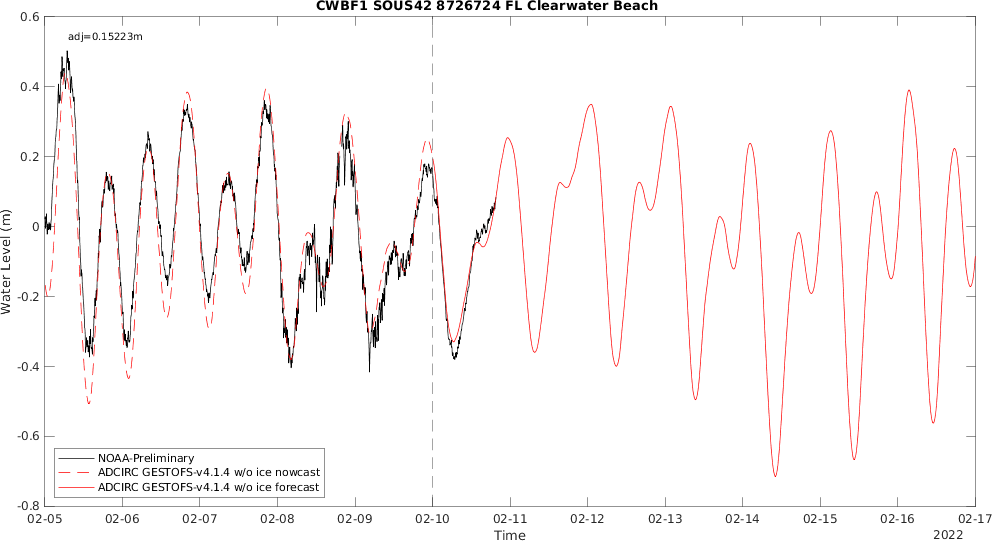 CWBF1 SOUS42 8726724 FL Clearwater Beach
0.6
adj=0.15223m
0.4
0.2
0
-0.2
-0.4
-0.6
-0.8
Water Level (m)
NOAA-Preliminary
ADCIRC GESTOFS-v4.1.4 w/o ice nowcast
ADCIRC GESTOFS-v4.1.4 w/o ice forecast
02-05 02-06 02-07 02-08 02-09 02-10 02-11 02-12 02-13 02-14 02-15 02-16 02-17
Time
2022